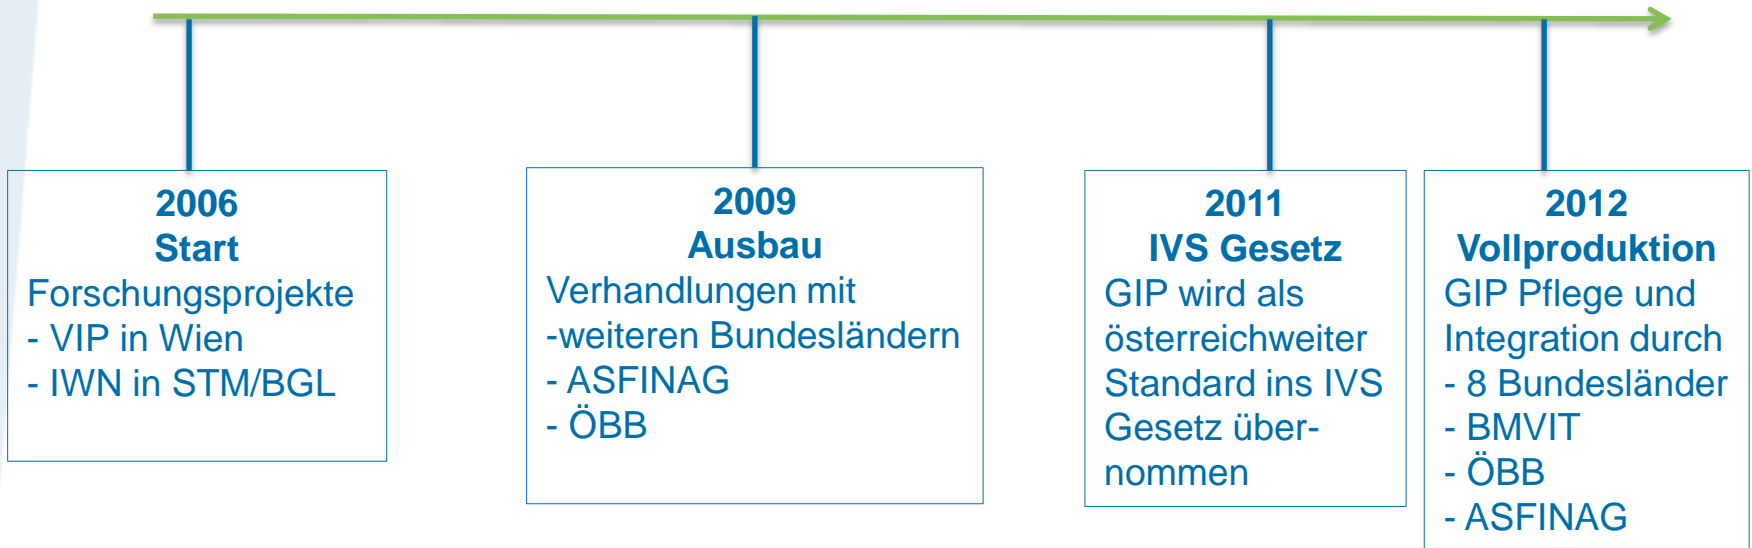 2006
Start
Forschungsprojekte
- VIP in Wien
- IWN in STM/BGL
2009
Ausbau
Verhandlungen mit
-weiteren Bundesländern
- ASFINAG
- ÖBB
2011
IVS Gesetz
GIP wird als
österreichweiter
Standard ins IVS
Gesetz über-
nommen
2012
Vollproduktion
GIP Pflege und
Integration durch
- 8 Bundesländer
- BMVIT
- ÖBB
- ASFINAG